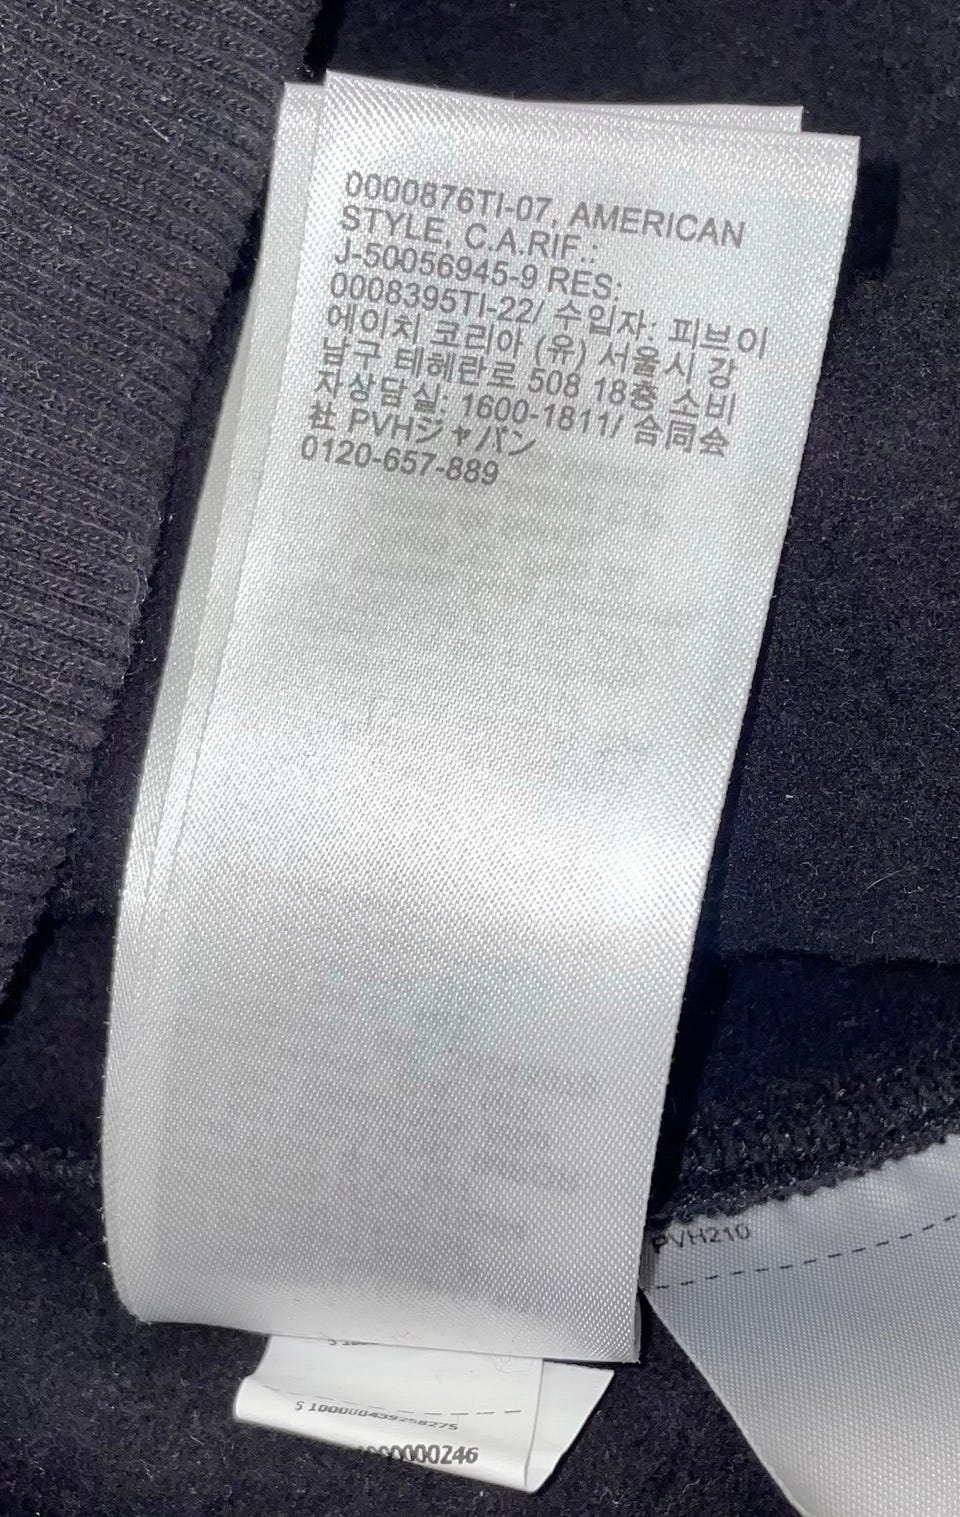 0000876TI-07, AMERICAN
STYLE, C.A.RIF.:
J-50056945-9 RES:
0008395TI-22/ 수입자: 피브이
에이치 코리아 (유) 서울시 강
남구 테헤란로 508 18층 소비
자상담실: 1600-1811/ 合同会
社 PVHジャパン
0120-657-889
PVH210
5 1000000439258275